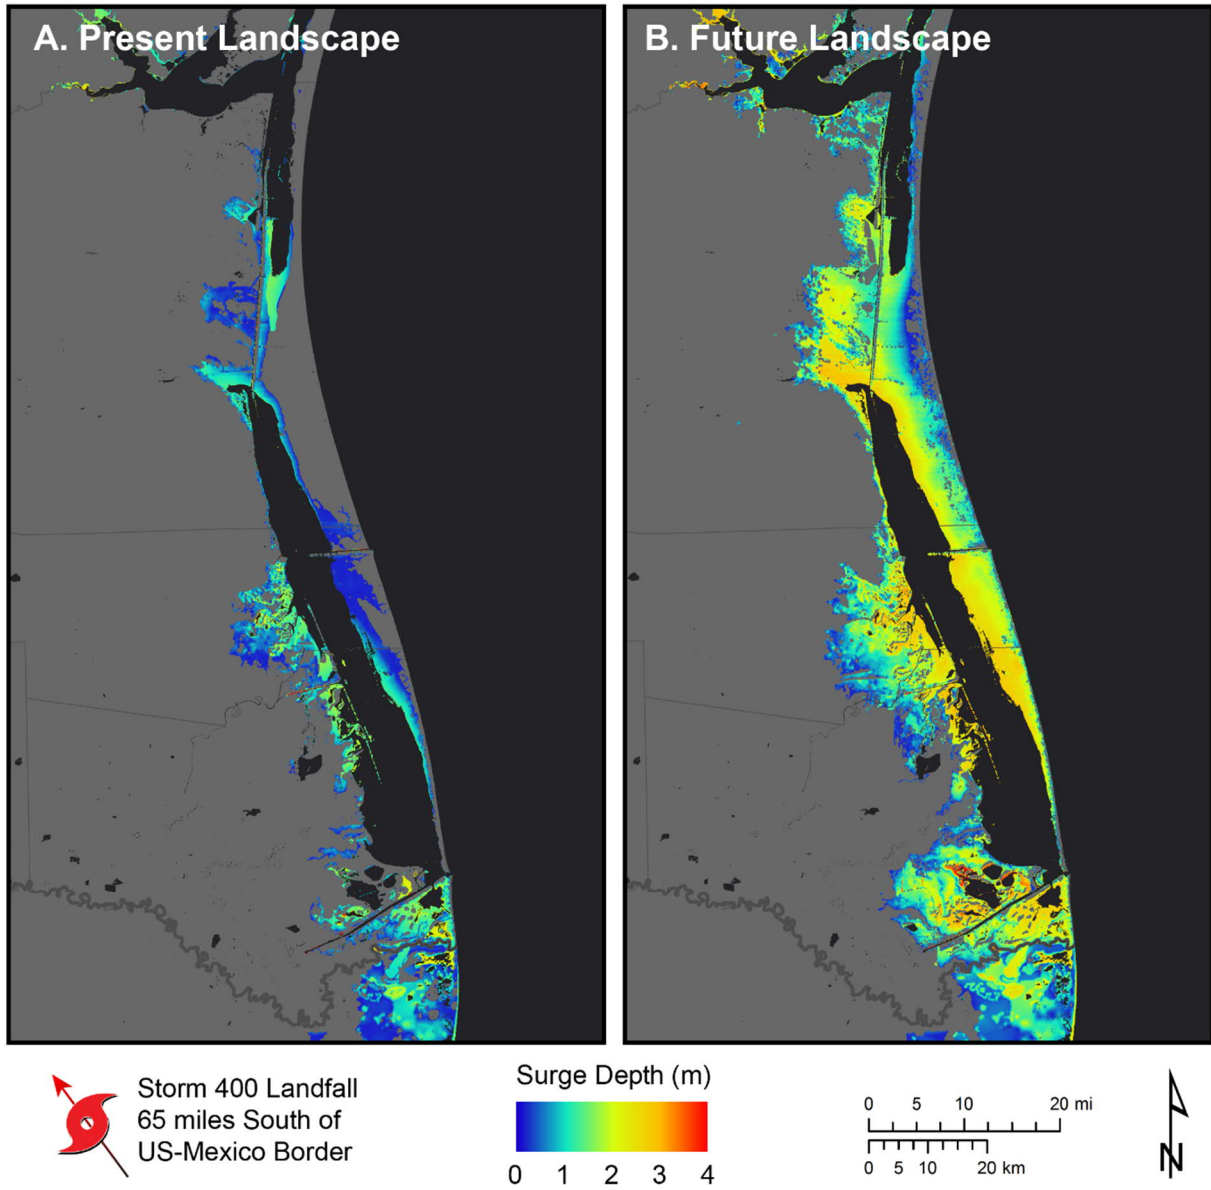 A. Present Landscape
B. Future Landscape
Storm 400 Landfall
65 miles South of
US-Mexico Border
Surge Depth (m)
0 1 2 3 4
0 5 10 20 mi
0 5 10 20 km
N